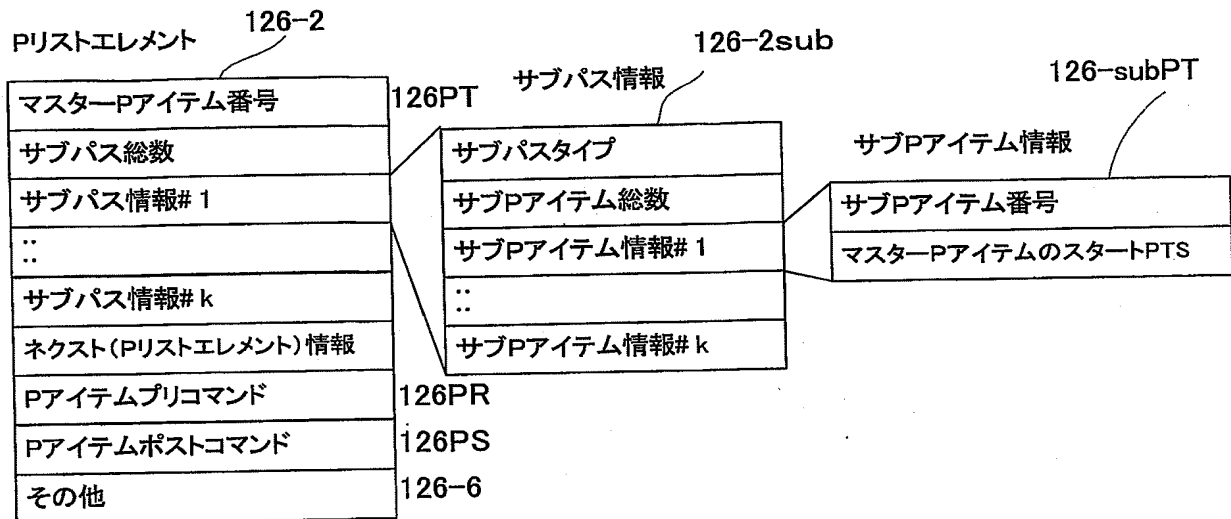 Pリストエレメント
126-2
マスターPアイテム番号
サブパス総数
サブパス情報#1
::
サブパス情報#k
ネクスト(Pリストエレメント)情報
Pアイテムプリコマンド
Pアイテムポストコマンド
その他
126PT
126PR
126PS
126-6
サブパス情報
126-2sub
サブパスタイプ
サブPアイテム総数
サブPアイテム情報#1
::
サブPアイテム情報#k
126-subPT
サブPアイテム情報
サブPアイテム番号
マスターPアイテムのスタートPTS